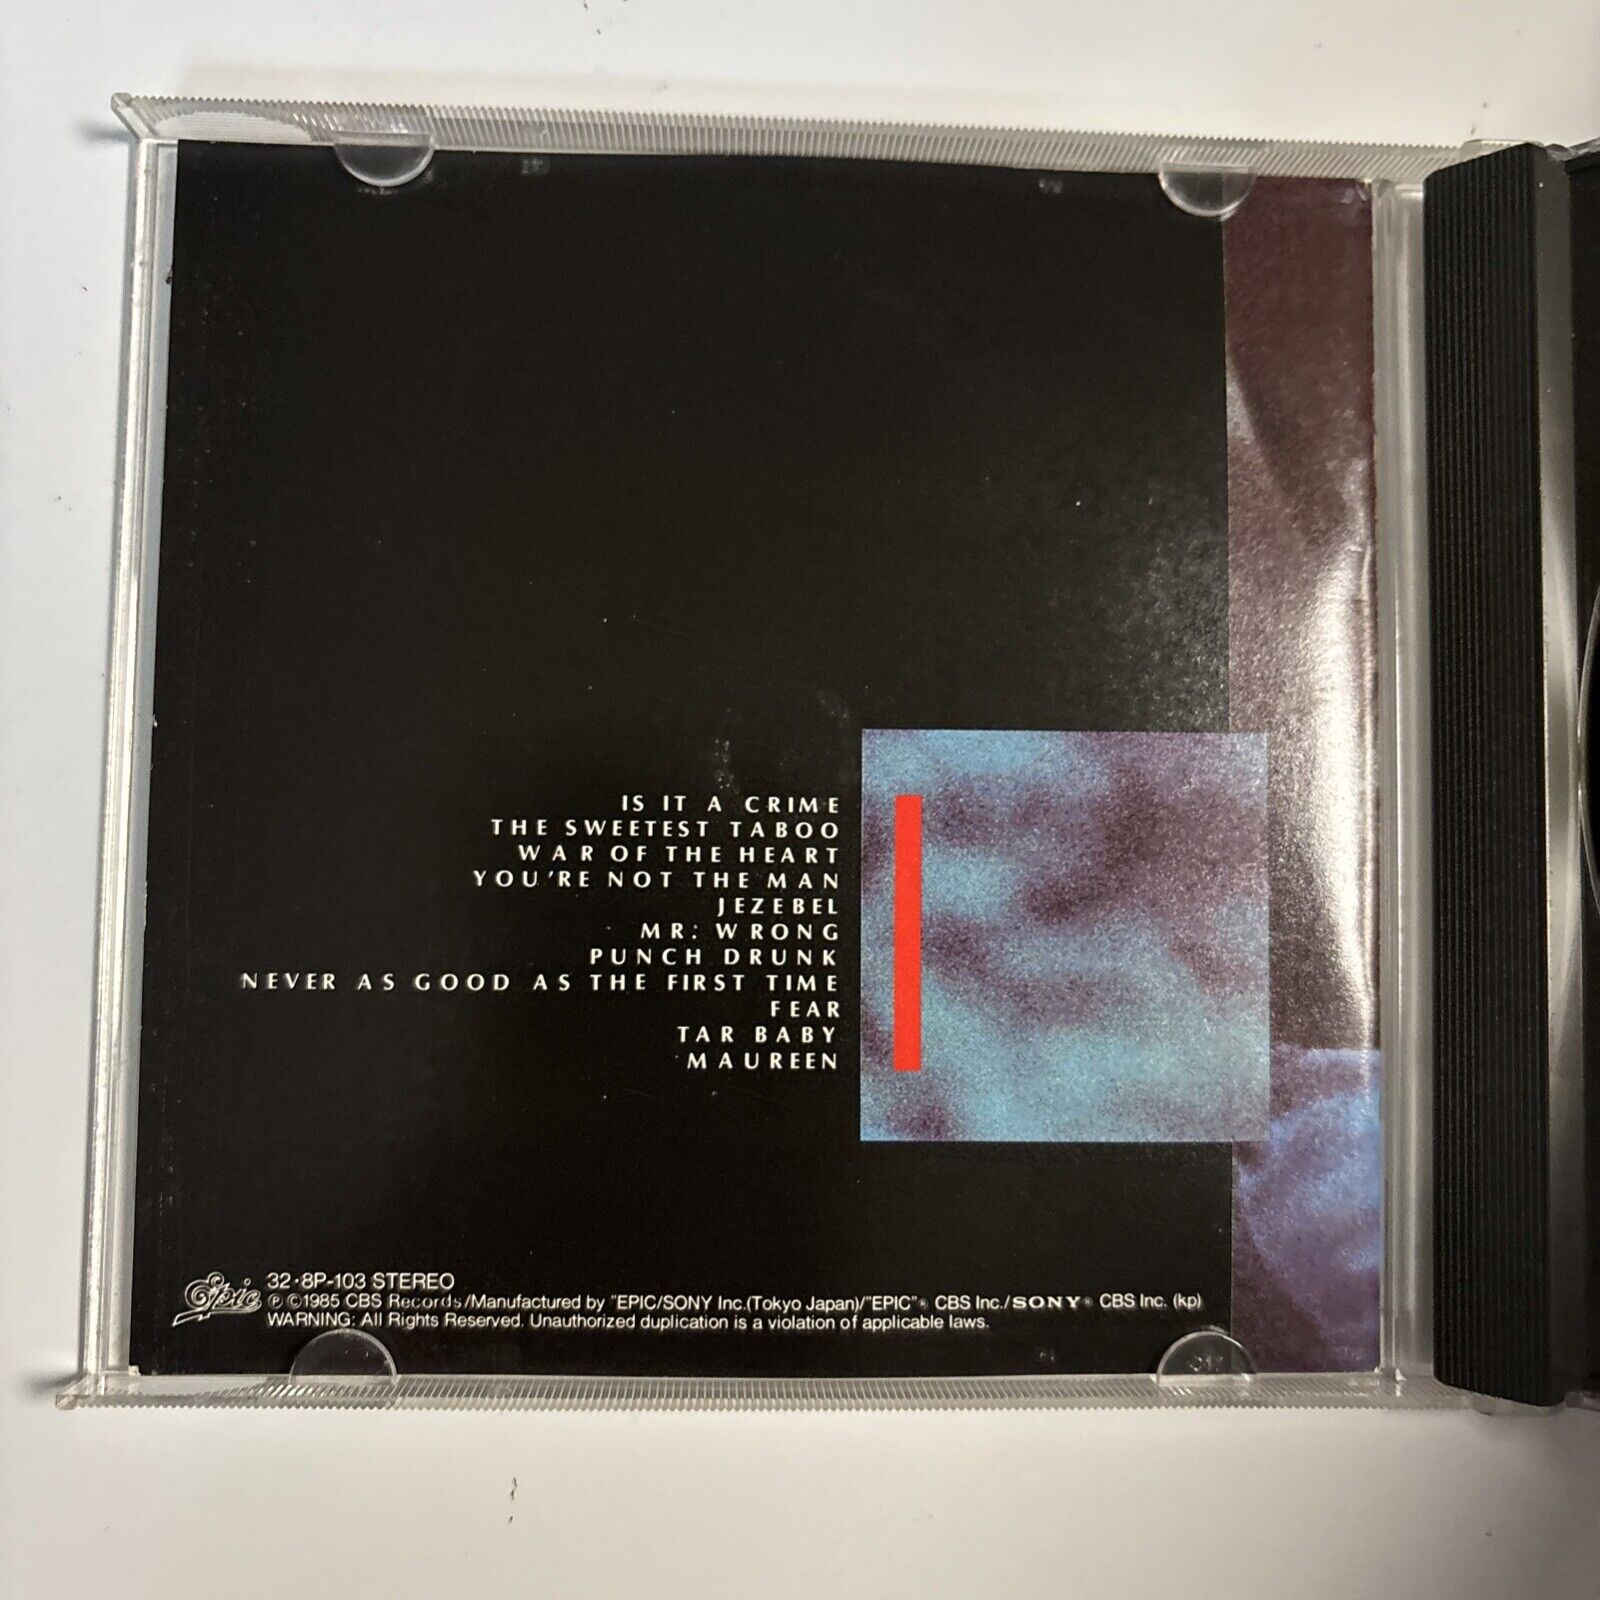 IS IT A CRIME
THE SWEETEST TABOO
WAR OF THE HEART
YOU'RE NOT THE MAN
JEZEBEL
MR. WRONG
PUNCH DRUNK
NEVER AS GOOD AS THE FIRST TIME
FEAR
TAR BABY
MAUREEN
Epic
32·8P-103 STEREO
℗ ©1985 CBS Records/Manufactured by "EPIC/SONY Inc.(Tokyo Japan)/"EPIC"® CBS Inc./SONY® CBS Inc. (kp)
WARNING: All Rights Reserved. Unauthorized duplication is a violation of applicable laws.